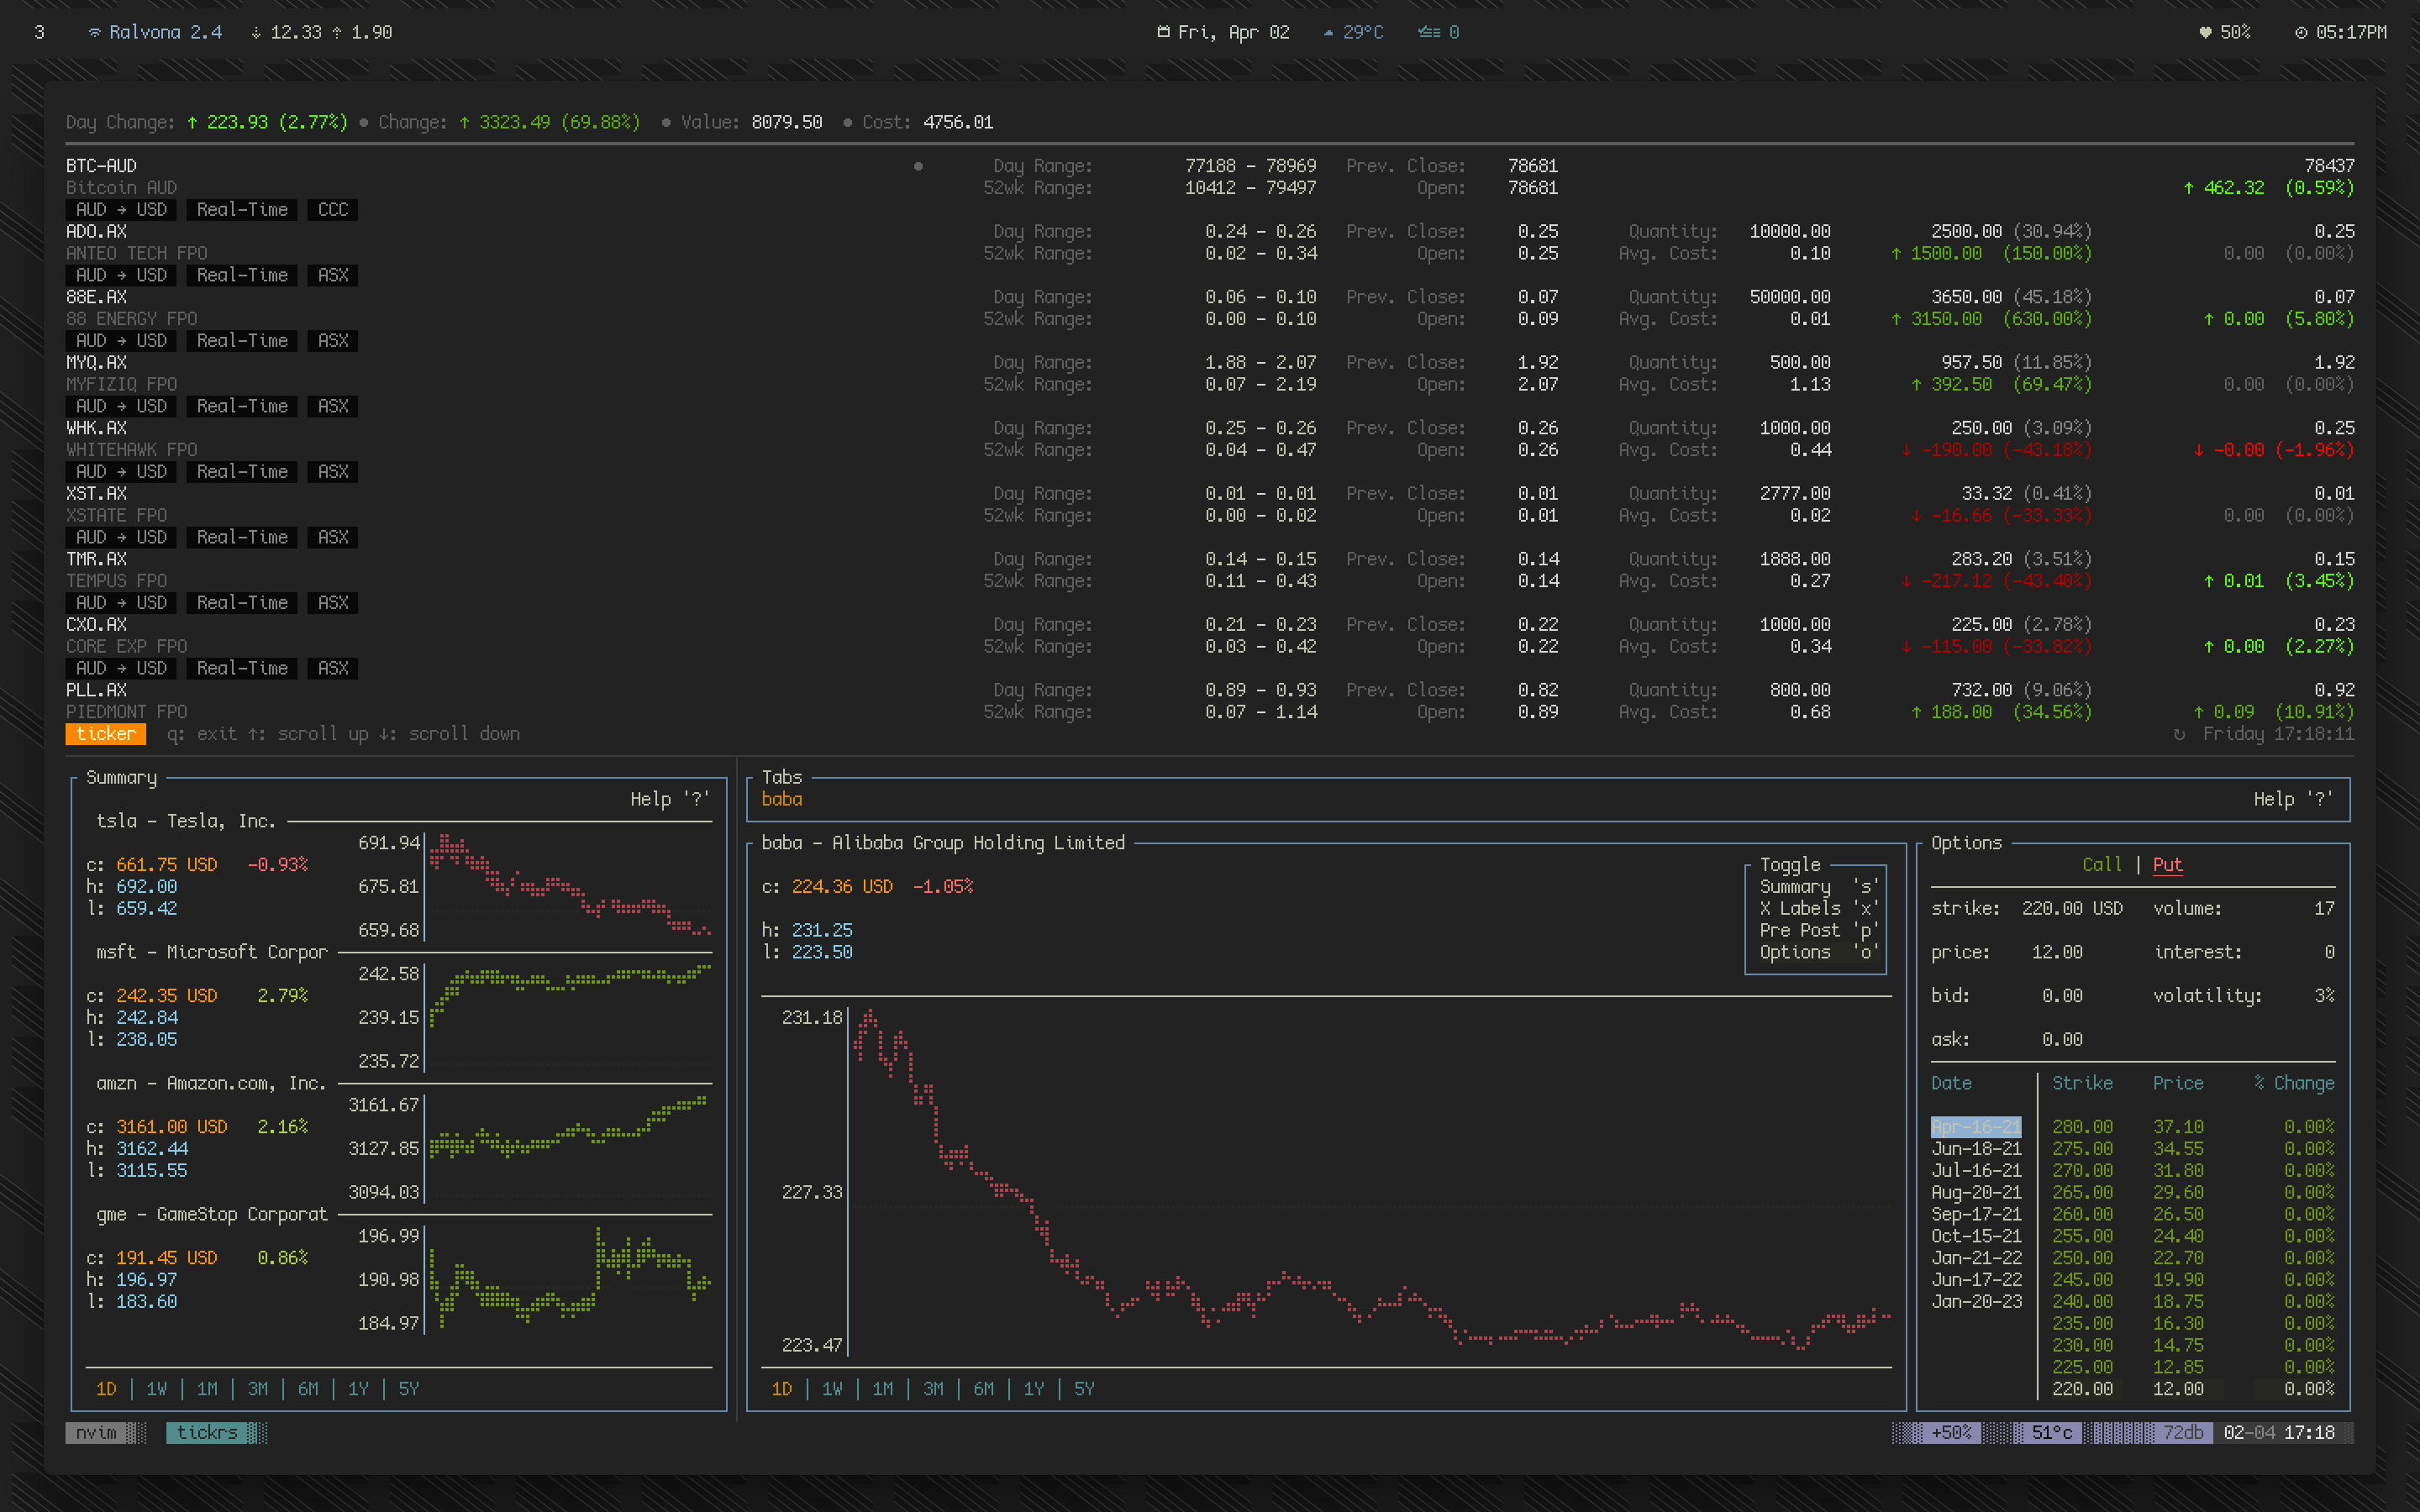 3 Ralvona 2.4 ↓ 12.33 ↑ 1.90 Fri, Apr 02 29°C 0 50% 05:17PM
Day Change: ↑ 223.93 (2.77%) ● Change: ↑ 3323.49 (69.88%) ● Value: 8079.50 ● Cost: 4756.01
BTC-AUD ● Day Range: 77188 - 78969 Prev. Close: 78681 78437
Bitcoin AUD 52wk Range: 10412 - 79497 Open: 78681 ↑ 462.32 (0.59%)
AUD → USD Real-Time CCC
ADO.AX Day Range: 0.24 - 0.26 Prev. Close: 0.25 Quantity: 10000.00 2500.00 (30.94%) 0.25
ANTEO TECH FPO 52wk Range: 0.02 - 0.34 Open: 0.25 Avg. Cost: 0.10 ↑ 1500.00 (150.00%) 0.00 (0.00%)
AUD → USD Real-Time ASX
88E.AX Day Range: 0.06 - 0.10 Prev. Close: 0.07 Quantity: 50000.00 3650.00 (45.18%) 0.07
88 ENERGY FPO 52wk Range: 0.00 - 0.10 Open: 0.09 Avg. Cost: 0.01 ↑ 3150.00 (630.00%) ↑ 0.00 (5.80%)
AUD → USD Real-Time ASX
MYQ.AX Day Range: 1.88 - 2.07 Prev. Close: 1.92 Quantity: 500.00 957.50 (11.85%) 1.92
MYFIZIQ FPO 52wk Range: 0.07 - 2.19 Open: 2.07 Avg. Cost: 1.13 ↑ 392.50 (69.47%) 0.00 (0.00%)
AUD → USD Real-Time ASX
WHK.AX Day Range: 0.25 - 0.26 Prev. Close: 0.26 Quantity: 1000.00 250.00 (3.09%) 0.25
WHITEHAWK FPO 52wk Range: 0.04 - 0.47 Open: 0.26 Avg. Cost: 0.44 ↓ -190.00 (-43.18%) ↓ -0.00 (-1.96%)
AUD → USD Real-Time ASX
XST.AX Day Range: 0.01 - 0.01 Prev. Close: 0.01 Quantity: 2777.00 33.32 (0.41%) 0.01
XSTATE FPO 52wk Range: 0.00 - 0.02 Open: 0.01 Avg. Cost: 0.02 ↓ -16.66 (-33.33%) 0.00 (0.00%)
AUD → USD Real-Time ASX
TMR.AX Day Range: 0.14 - 0.15 Prev. Close: 0.14 Quantity: 1888.00 283.20 (3.51%) 0.15
TEMPUS FPO 52wk Range: 0.11 - 0.43 Open: 0.14 Avg. Cost: 0.27 ↓ -217.12 (-43.40%) ↑ 0.01 (3.45%)
AUD → USD Real-Time ASX
CXO.AX Day Range: 0.21 - 0.23 Prev. Close: 0.22 Quantity: 1000.00 225.00 (2.78%) 0.23
CORE EXP FPO 52wk Range: 0.03 - 0.42 Open: 0.22 Avg. Cost: 0.34 ↓ -115.00 (-33.82%) ↑ 0.00 (2.27%)
AUD → USD Real-Time ASX
PLL.AX Day Range: 0.89 - 0.93 Prev. Close: 0.82 Quantity: 800.00 732.00 (9.06%) 0.92
PIEDMONT FPO 52wk Range: 0.07 - 1.14 Open: 0.89 Avg. Cost: 0.68 ↑ 188.00 (34.56%) ↑ 0.09 (10.91%)
ticker q: exit ↑: scroll up ↓: scroll down ↻ Friday 17:18:11
Summary
Help '?'
tsla - Tesla, Inc.
691.94
c: 661.75 USD -0.93%
h: 692.00 675.81
l: 659.42
659.68
msft - Microsoft Corpor
242.58
c: 242.35 USD 2.79%
h: 242.84 239.15
l: 238.05
235.72
amzn - Amazon.com, Inc.
3161.67
c: 3161.00 USD 2.16%
h: 3162.44 3127.85
l: 3115.55
3094.03
gme - GameStop Corporat
196.99
c: 191.45 USD 0.86%
h: 196.97 190.98
l: 183.60
184.97
1D | 1W | 1M | 3M | 6M | 1Y | 5Y
Tabs
baba Help '?'
baba - Alibaba Group Holding Limited
c: 224.36 USD -1.05%
h: 231.25
l: 223.50
Toggle
Summary 's'
X Labels 'x'
Pre Post 'p'
Options 'o'
231.18
227.33
223.47
1D | 1W | 1M | 3M | 6M | 1Y | 5Y
Options
Call | Put
strike: 220.00 USD volume: 17
price: 12.00 interest: 0
bid: 0.00 volatility: 3%
ask: 0.00
Date Strike Price % Change
Apr-16-21 280.00 37.10 0.00%
Jun-18-21 275.00 34.55 0.00%
Jul-16-21 270.00 31.80 0.00%
Aug-20-21 265.00 29.60 0.00%
Sep-17-21 260.00 26.50 0.00%
Oct-15-21 255.00 24.40 0.00%
Jan-21-22 250.00 22.70 0.00%
Jun-17-22 245.00 19.90 0.00%
Jan-20-23 240.00 18.75 0.00%
235.00 16.30 0.00%
230.00 14.75 0.00%
225.00 12.85 0.00%
220.00 12.00 0.00%
nvim tickrs +50% 51°c 72db 02-04 17:18